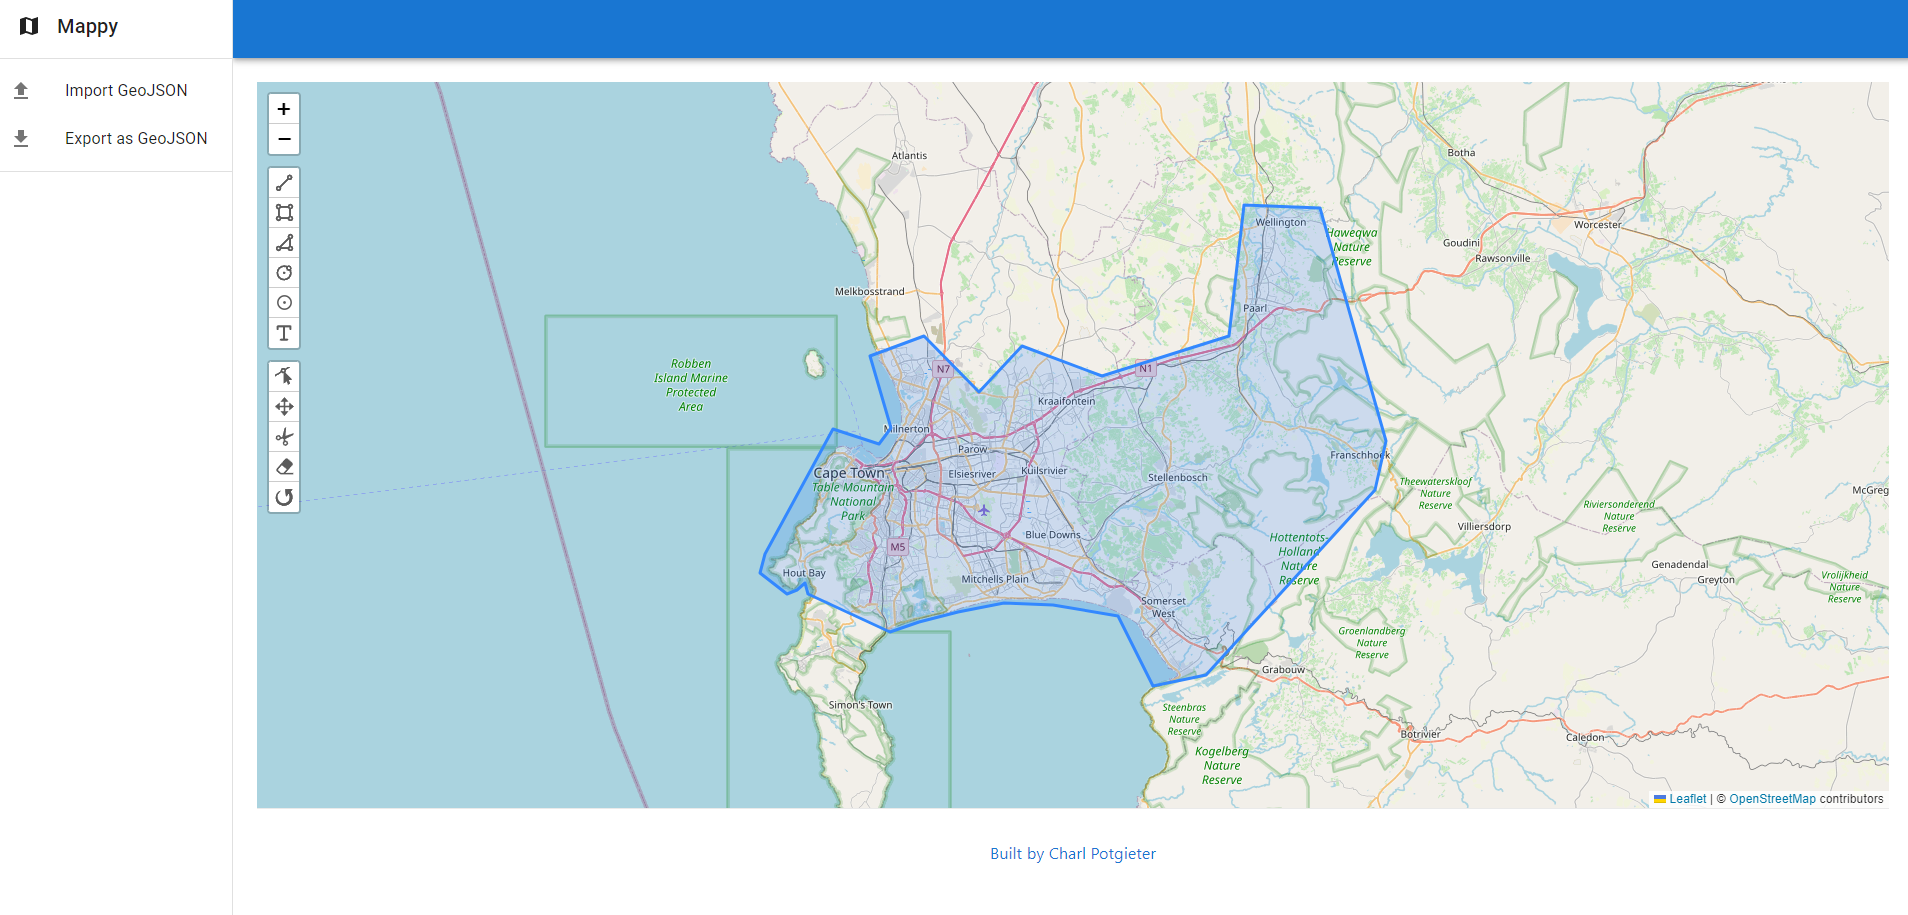 Mappy
Import GeoJSON
Export as GeoJSON
+
−
T
Atlantis
Botha
Wellington
Hawequa
Nature
Reserve
Worcester
Goudini
Rawsonville
Melkbosstrand
Paarl
Robben
Island Marine
Protected
Area
N7
N1
Kraaifontein
Milnerton
Parow
Franschhoek
Cape Town
Elsiesriver
Kuilsrivier
Stellenbosch
Table Mountain
National
Park
Theewaterskloof
Nature
Reserve
McGreg
Riviersonderend
Nature
Reserve
Villiersdorp
Blue Downs
M5
Hottentots-
Holland
Nature
Reserve
Hout Bay
Mitchells Plain
Genadendal
Greyton
Vrolijkheid
Nature
Reserve
Somerset
West
Groenlandberg
Nature
Reserve
Grabouw
Simon's Town
Steenbras
Nature
Reserve
Kogelberg
Nature
Reserve
Botrivier
Caledon
Leaflet | © OpenStreetMap contributors
Built by Charl Potgieter